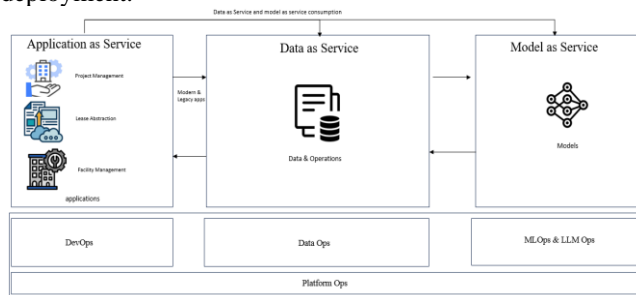 deployment.
Data as Service and model as service consumption
Application as Service
Data as Service
Model as Service
Project Management
Modern &
Legacy apps
Lease Abstraction
Data & Operations
Models
Facility Management
applications
DevOps
Data Ops
MLOps & LLM Ops
Platform Ops